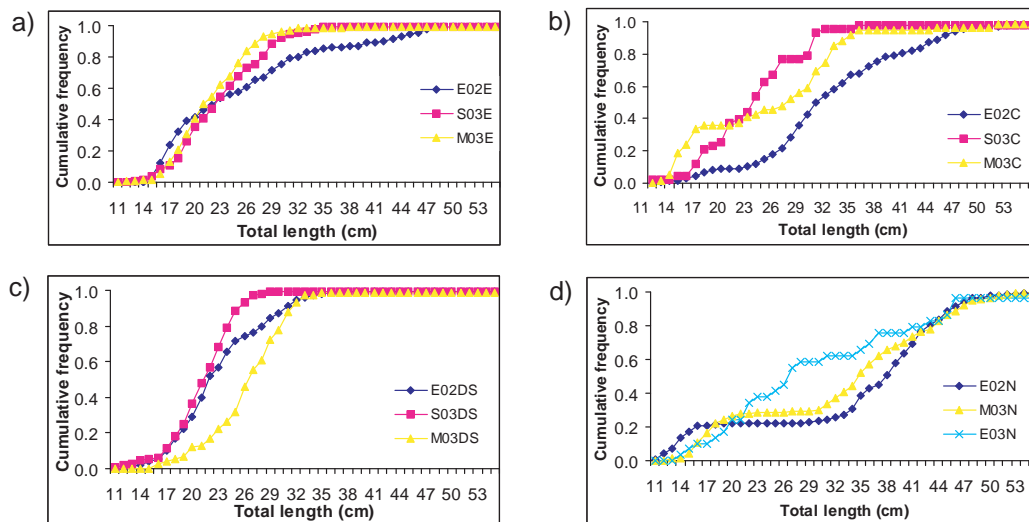 a)
Cumulative frequency
1.0
0.8
0.6
0.4
0.2
0.0
E02E
S03E
M03E
11 14 17 20 23 26 29 32 35 38 41 44 47 50 53
Total length (cm)
b)
Cumulative frequency
1.0
0.8
0.6
0.4
0.2
0.0
E02C
S03C
M03C
11 14 17 20 23 26 29 32 35 38 41 44 47 50 53
Total length (cm)
c)
Cumulative frequency
1.0
0.8
0.6
0.4
0.2
0.0
E02DS
S03DS
M03DS
11 14 17 20 23 26 29 32 35 38 41 44 47 50 53
Total length (cm)
d)
Cumulative frequency
1.0
0.8
0.6
0.4
0.2
0.0
E02N
M03N
E03N
11 14 17 20 23 26 29 32 35 38 41 44 47 50 53
Total length (cm)